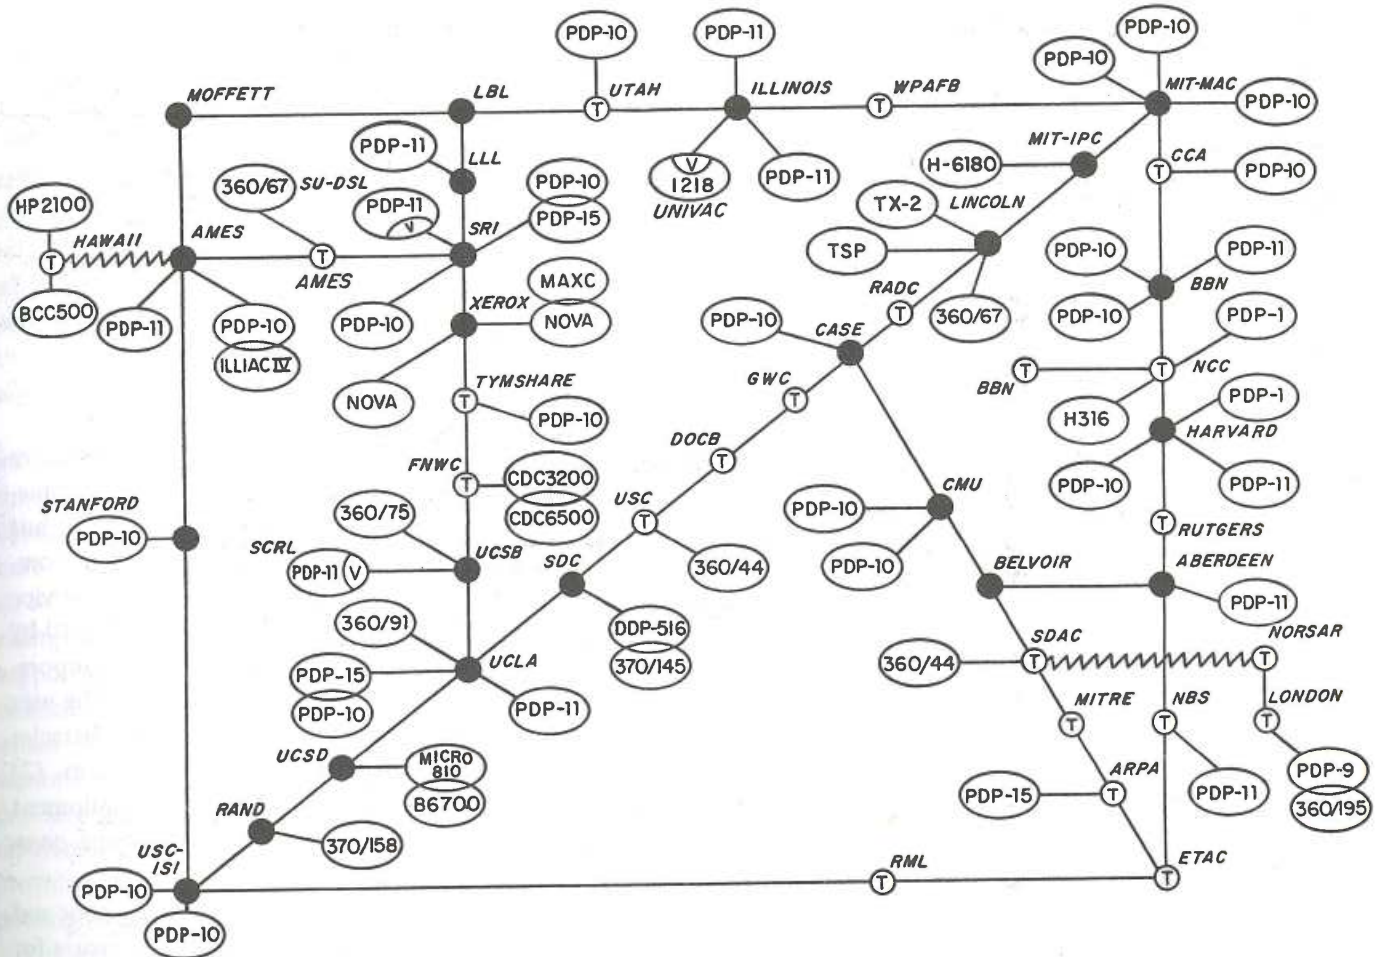 PDP-10
PDP-11
PDP-10
PDP-10
MOFFETT
LBL
UTAH
T
ILLINOIS
WPAFB
T
MIT-MAC
PDP-10
LLL
PDP-11
V
1218
UNIVAC
PDP-11
MIT-IPC
H-6180
CCA
T
PDP-10
360/67
SU-DSL
PDP-10
PDP-15
PDP-11
V
SRI
TX-2
LINCOLN
HP2100
HAWAII
T
AMES
T
AMES
TSP
PDP-10
PDP-11
BBN
PDP-10
BCC500
PDP-11
PDP-10
ILLIAC IV
PDP-10
XEROX
MAXC
NOVA
RADC
T
360/67
PDP-10
CASE
PDP-1
NOVA
TYMSHARE
T
PDP-10
GWC
T
BBN
T
T
NCC
H316
PDP-1
HARVARD
PDP-10
PDP-11
FNWC
T
CDC3200
CDC6500
DOCB
T
CMU
PDP-10
PDP-10
STANFORD
PDP-10
360/75
USC
T
360/44
T
RUTGERS
SCRL
PDP-11
V
UCSB
SDC
BELVOIR
ABERDEEN
PDP-11
360/91
DDP-516
370/145
SDAC
T
360/44
NORSAR
T
PDP-15
PDP-10
UCLA
PDP-11
MITRE
T
NBS
T
LONDON
T
UCSD
MICRO
810
B6700
ARPA
T
PDP-15
PDP-11
PDP-9
360/195
RAND
370/158
USC-
ISI
PDP-10
PDP-10
RML
T
ETAC
T